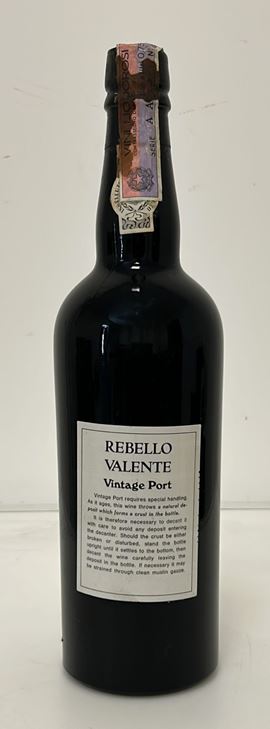 VINI LIQUOROSI
SERIE A A
REBELLO
VALENTE
Vintage Port
Vintage Port requires special handling
As it ages, this wine throws a natural de-
posit which forms a crust in the bottle.
It is therefore necessary to decant it
with care to avoid any deposit entering
the decanter. Should the crust be either
broken or disturbed, stand the bottle
upright until it settles to the bottom, then
decant the wine carefully leaving the
deposit in the bottle. If necessary it may
be strained through clean muslin gauze.